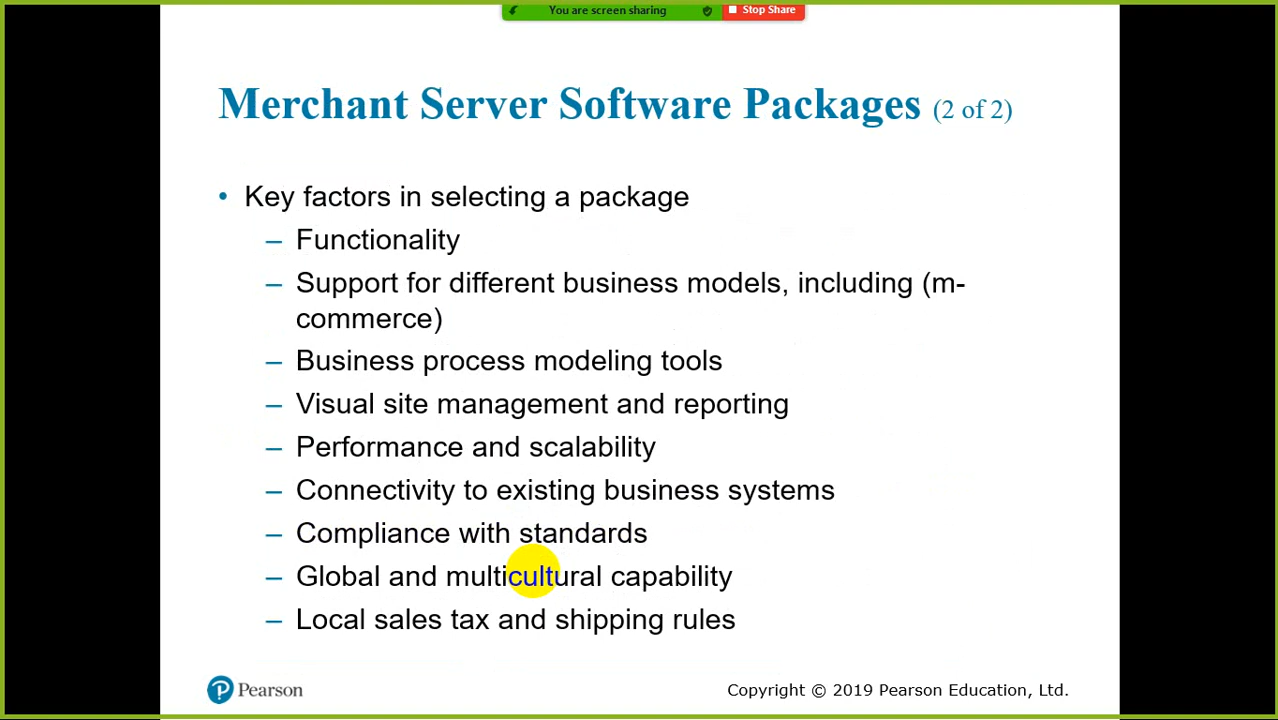 You are screen sharing Stop Share
Merchant Server Software Packages (2 of 2)
• Key factors in selecting a package
– Functionality
– Support for different business models, including (m-
commerce)
– Business process modeling tools
– Visual site management and reporting
– Performance and scalability
– Connectivity to existing business systems
– Compliance with standards
– Global and multicultural capability
– Local sales tax and shipping rules
Pearson Copyright © 2019 Pearson Education, Ltd.